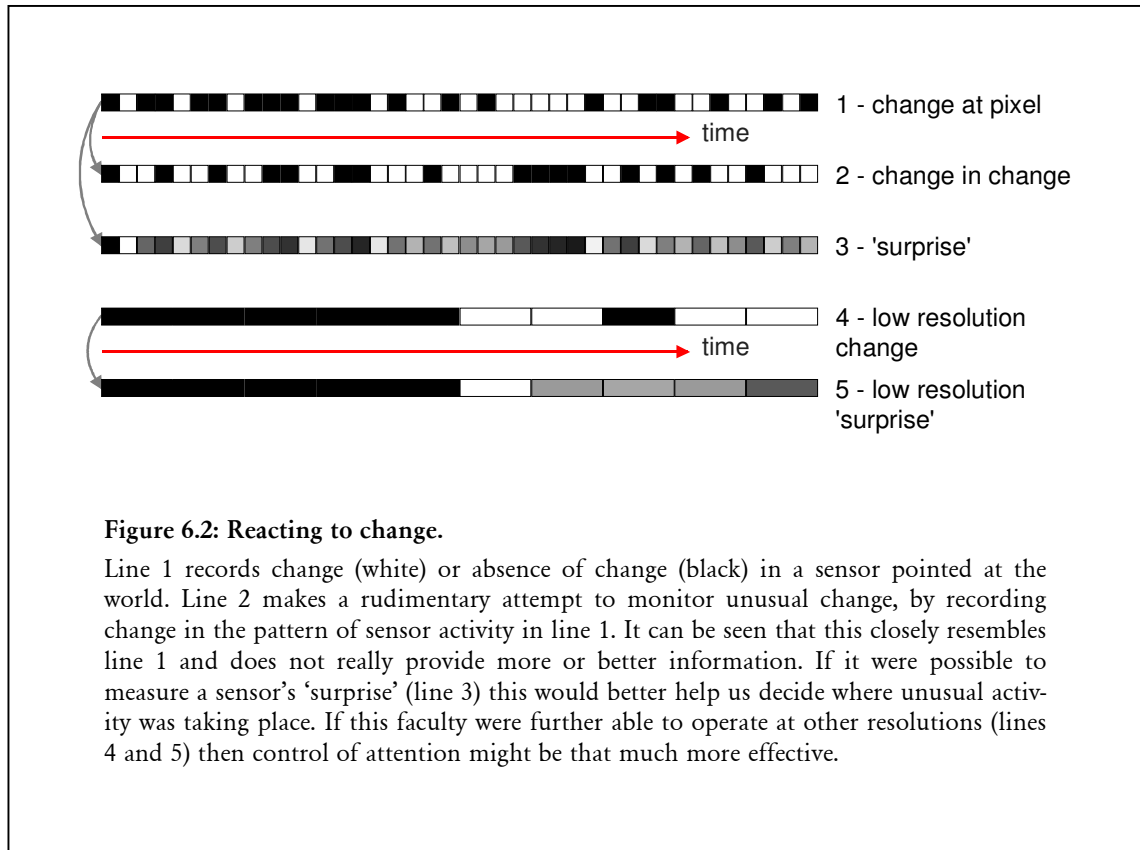 1 - change at pixel
time
2 - change in change
3 - 'surprise'
4 - low resolution
change
time
5 - low resolution
'surprise'
Figure 6.2: Reacting to change.
Line 1 records change (white) or absence of change (black) in a sensor pointed at the
world. Line 2 makes a rudimentary attempt to monitor unusual change, by recording
change in the pattern of sensor activity in line 1. It can be seen that this closely resembles
line 1 and does not really provide more or better information. If it were possible to
measure a sensor’s ‘surprise’ (line 3) this would better help us decide where unusual activ-
ity was taking place. If this faculty were further able to operate at other resolutions (lines
4 and 5) then control of attention might be that much more effective.